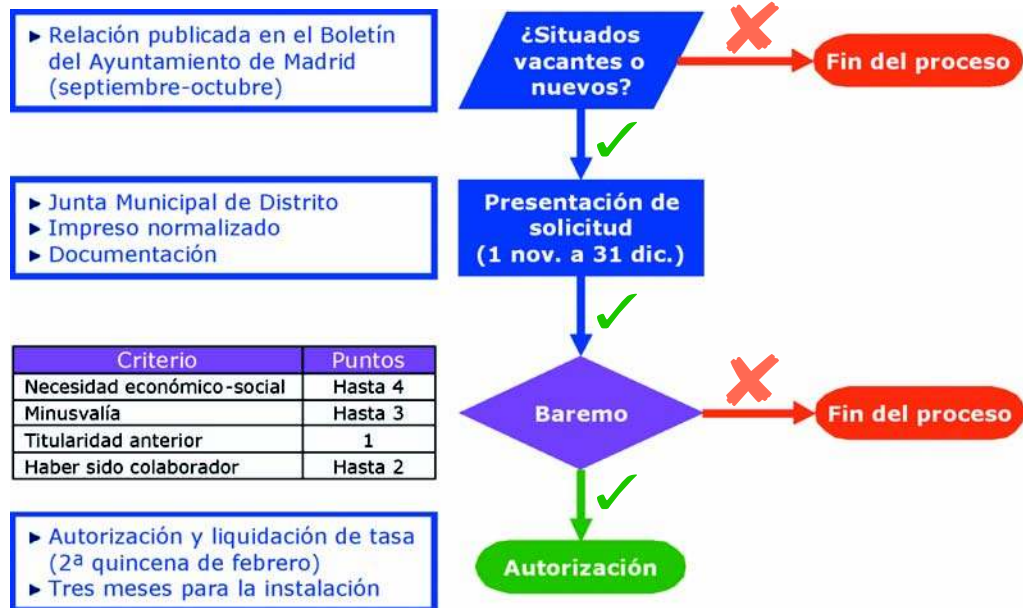 ▸ Relación publicada en el Boletín
del Ayuntamiento de Madrid
(septiembre-octubre)
¿Situados
vacantes o
nuevos?
Fin del proceso
▸ Junta Municipal de Distrito
▸ Impreso normalizado
▸ Documentación
Presentación de
solicitud
(1 nov. a 31 dic.)
Criterio Puntos
Necesidad económico-social Hasta 4
Minusvalía Hasta 3
Titularidad anterior 1
Haber sido colaborador Hasta 2
Baremo
Fin del proceso
▸ Autorización y liquidación de tasa
(2ª quincena de febrero)
▸ Tres meses para la instalación
Autorización